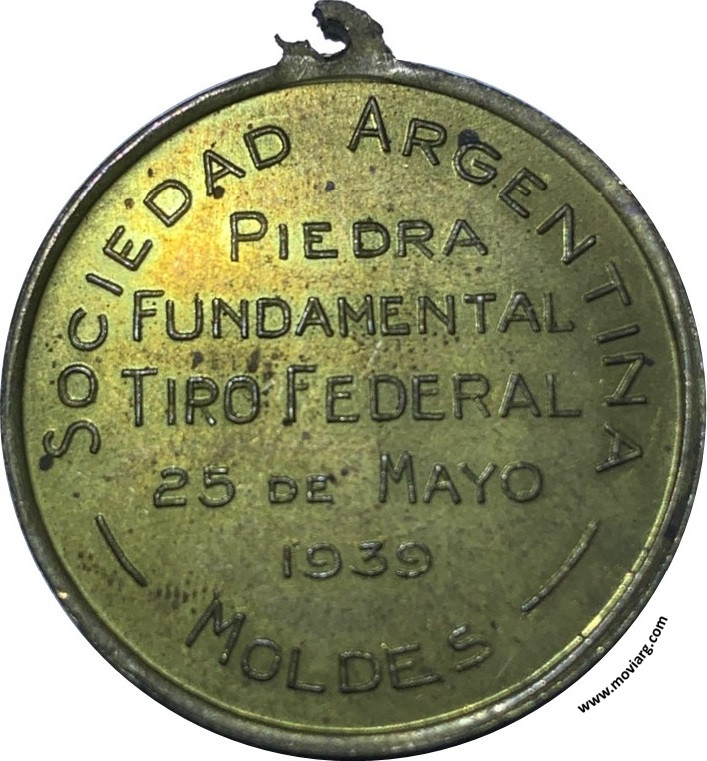 SOCIEDAD ARGENTINA
PIEDRA
FUNDAMENTAL
TIRO FEDERAL
25 DE MAYO
1939
MOLDES
www.moviarg.com